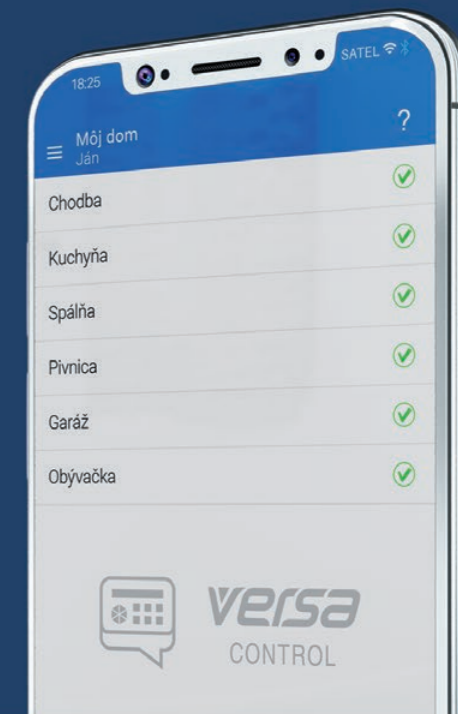 18:25
SATEL
Môj dom
?
Ján
Chodba
Kuchyňa
Spálňa
Pivnica
Garáž
Obývačka
versa
CONTROL